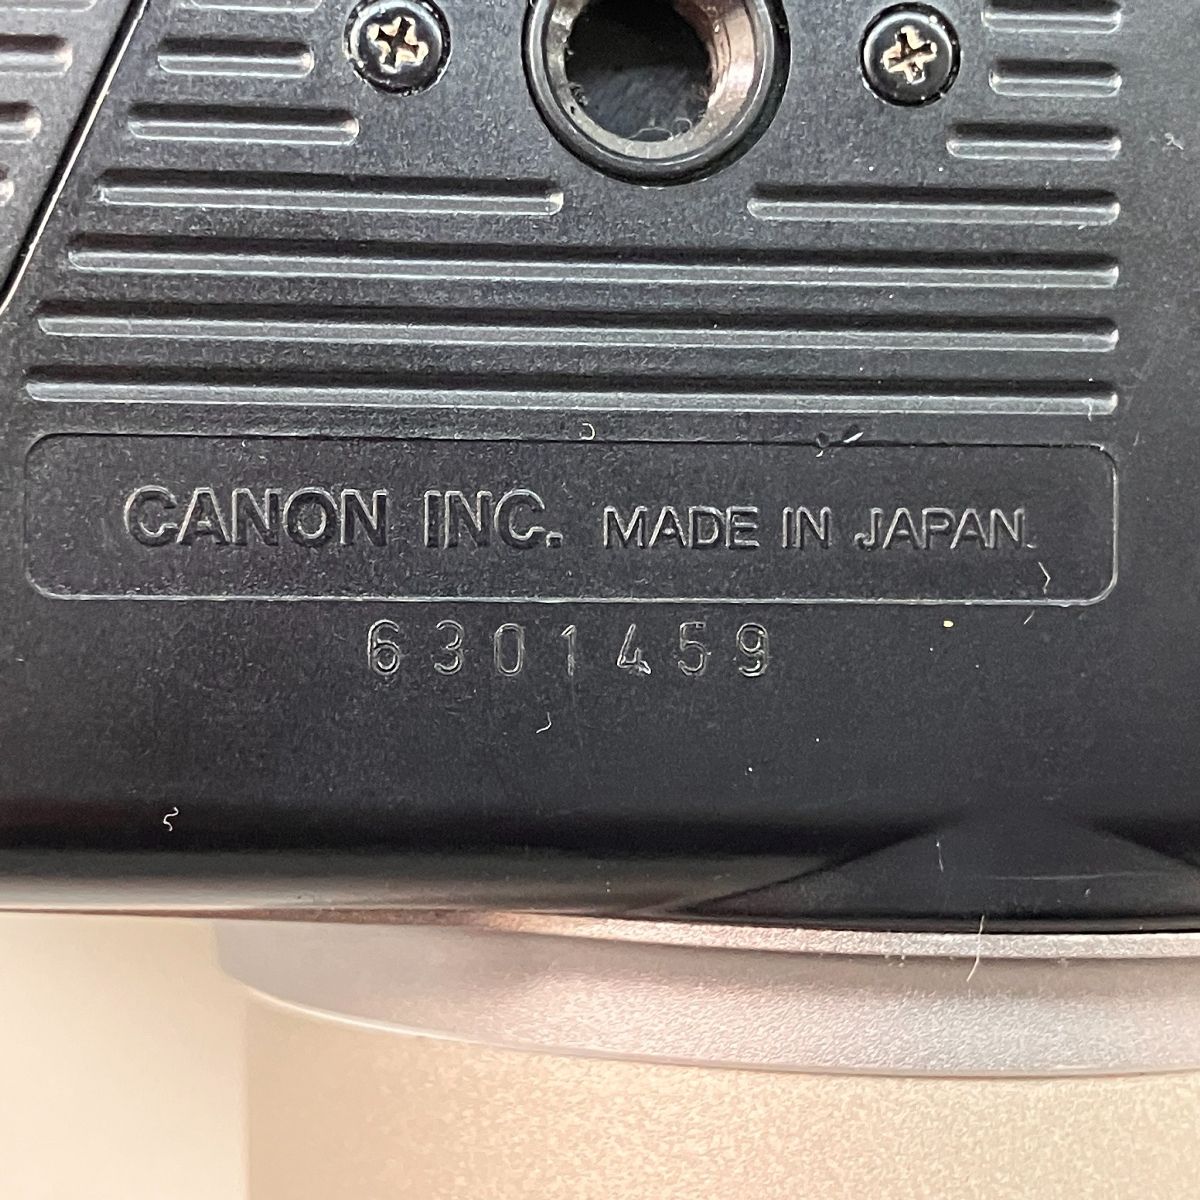 CANON INC. MADE IN JAPAN.
6301459